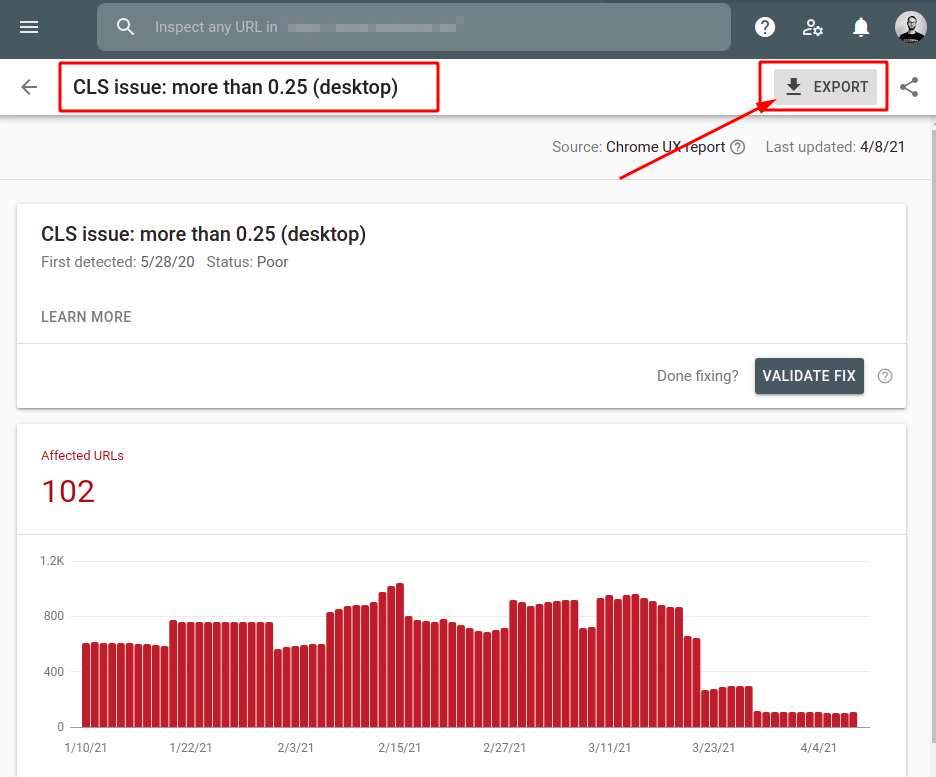 Inspect any URL in
CLS issue: more than 0.25 (desktop)
EXPORT
Source: Chrome UX report
Last updated: 4/8/21
CLS issue: more than 0.25 (desktop)
First detected: 5/28/20 Status: Poor
LEARN MORE
Done fixing?
VALIDATE FIX
Affected URLs
102
1.2K
800
400
0
1/10/21 1/22/21 2/3/21 2/15/21 2/27/21 3/11/21 3/23/21 4/4/21